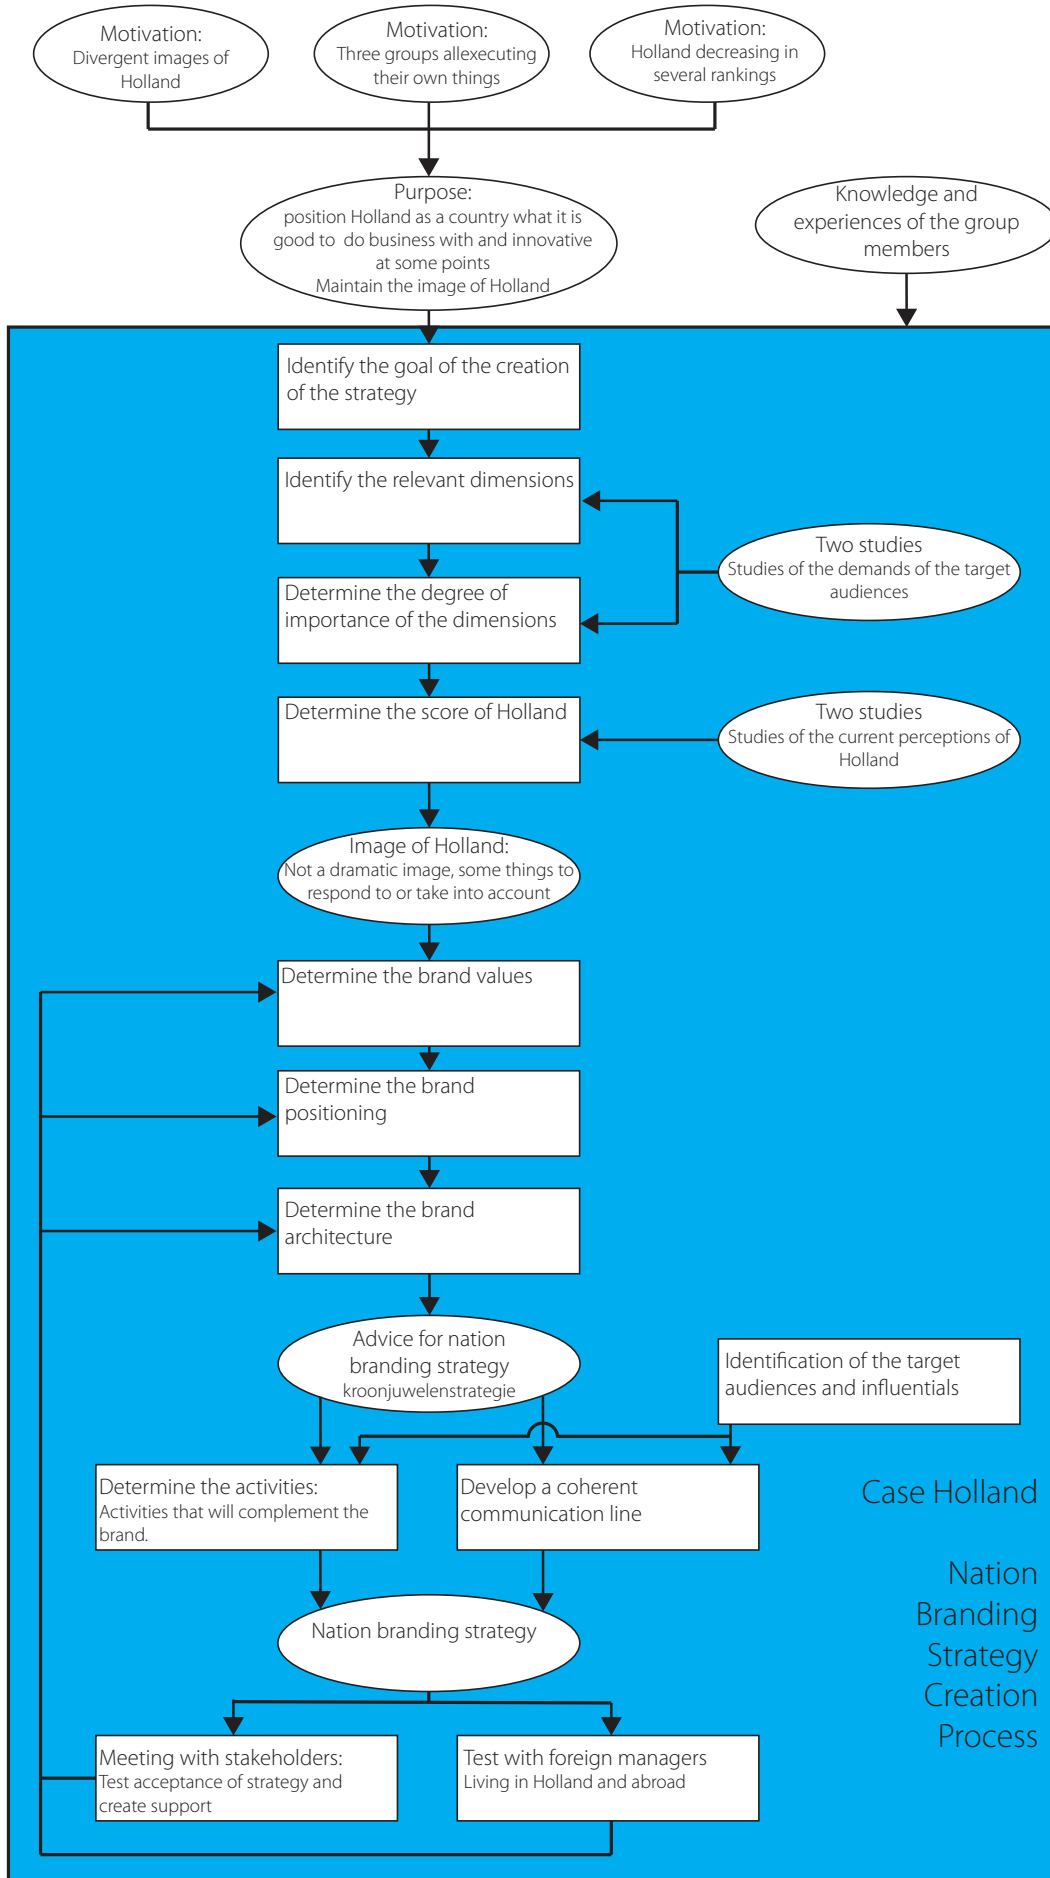 Motivation:
Divergent images of
Holland
Motivation:
Three groups allexecuting
their own things
Motivation:
Holland decreasing in
several rankings
Purpose:
position Holland as a country what it is
good to do business with and innovative
at some points
Maintain the image of Holland
Knowledge and
experiences of the group
members
Identify the goal of the creation
of the strategy
Identify the relevant dimensions
Two studies
Studies of the demands of the target
audiences
Determine the degree of
importance of the dimensions
Determine the score of Holland
Two studies
Studies of the current perceptions of
Holland
Image of Holland:
Not a dramatic image, some things to
respond to or take into account
Determine the brand values
Determine the brand
positioning
Determine the brand
architecture
Advice for nation
branding strategy
kroonjuwelenstrategie
Identification of the target
audiences and influentials
Determine the activities:
Activities that will complement the
brand.
Develop a coherent
communication line
Case Holland
Nation
Branding
Strategy
Creation
Process
Nation branding strategy
Meeting with stakeholders:
Test acceptance of strategy and
create support
Test with foreign managers
Living in Holland and abroad